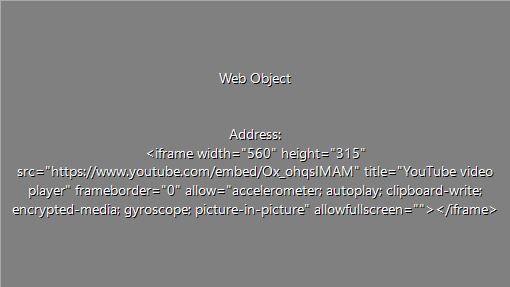 Web Object
Address:
<iframe width="560" height="315"
src="https://www.youtube.com/embed/Ox_ohqsIMAM" title="YouTube video
player" frameborder="0" allow="accelerometer; autoplay; clipboard-write;
encrypted-media; gyroscope; picture-in-picture" allowfullscreen=""></iframe>